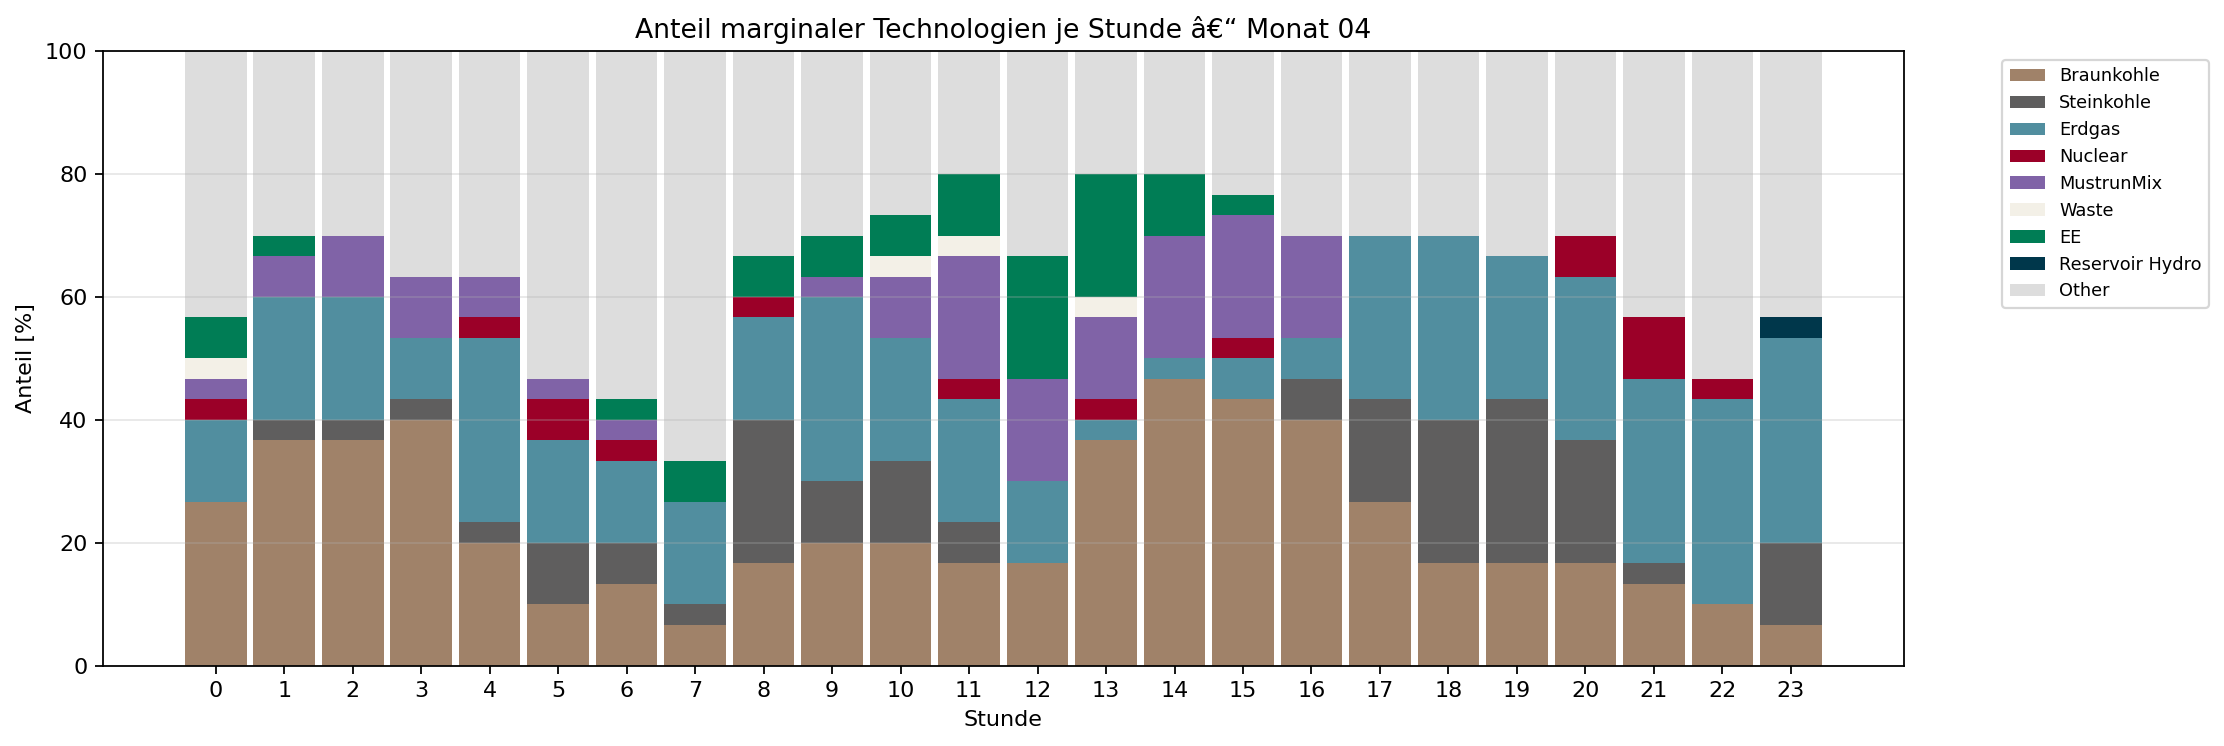 Anteil marginaler Technologien je Stunde â€“ Monat 04
100
80
60
40
20
0
Anteil [%]
0 1 2 3 4 5 6 7 8 9 10 11 12 13 14 15 16 17 18 19 20 21 22 23
Stunde
Braunkohle
Steinkohle
Erdgas
Nuclear
MustrunMix
Waste
EE
Reservoir Hydro
Other